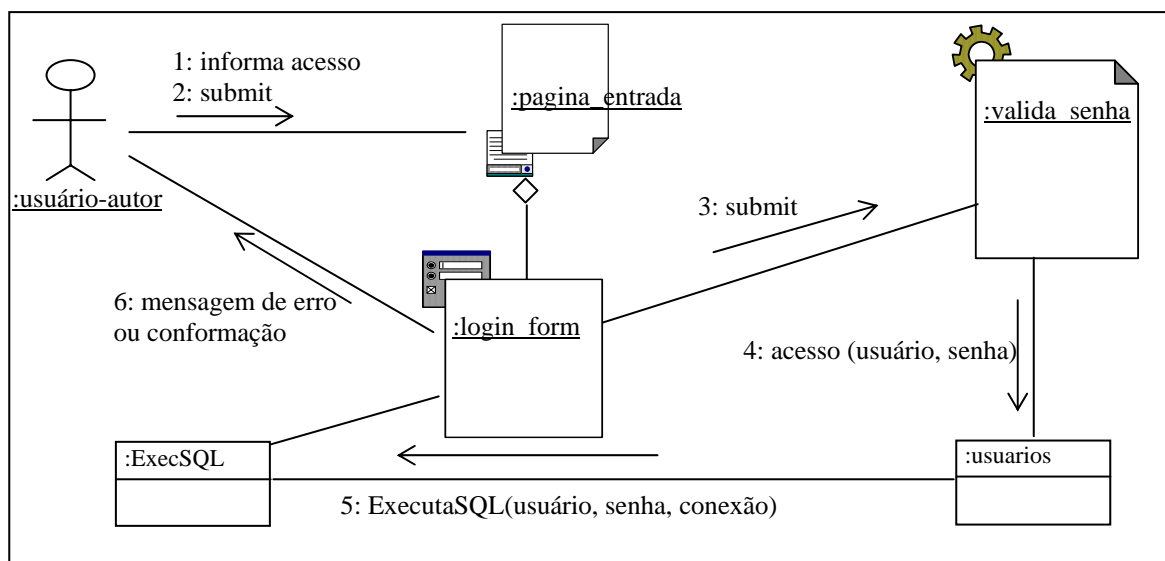 1: informa acesso
2: submit
:pagina_entrada
:valida_senha
:usuário-autor
3: submit
6: mensagem de erro
ou conformação
:login_form
4: acesso (usuário, senha)
:ExecSQL
:usuarios
5: ExecutaSQL(usuário, senha, conexão)